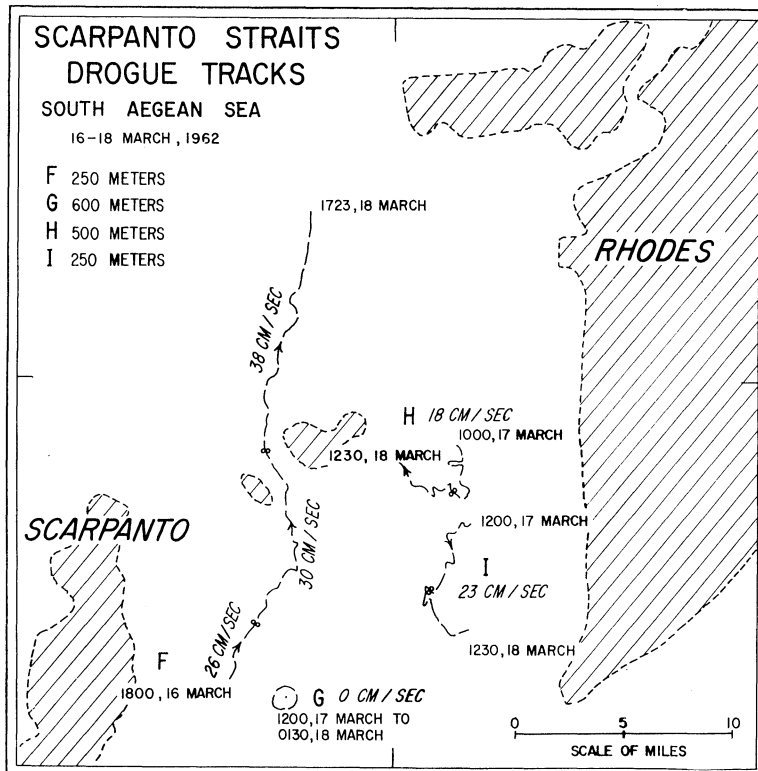 SCARPANTO STRAITS
DROGUE TRACKS
SOUTH AEGEAN SEA
16-18 MARCH, 1962
F 250 METERS
G 600 METERS
H 500 METERS
I 250 METERS
1723, 18 MARCH
RHODES
38 CM/SEC
H 18 CM/SEC
1000, 17 MARCH
1230, 18 MARCH
SCARPANTO
30 CM/SEC
1200, 17 MARCH
I
23 CM/SEC
26 CM/SEC
1230, 18 MARCH
F
1800, 16 MARCH
G 0 CM/SEC
1200, 17 MARCH TO
0130, 18 MARCH
0 5 10
SCALE OF MILES